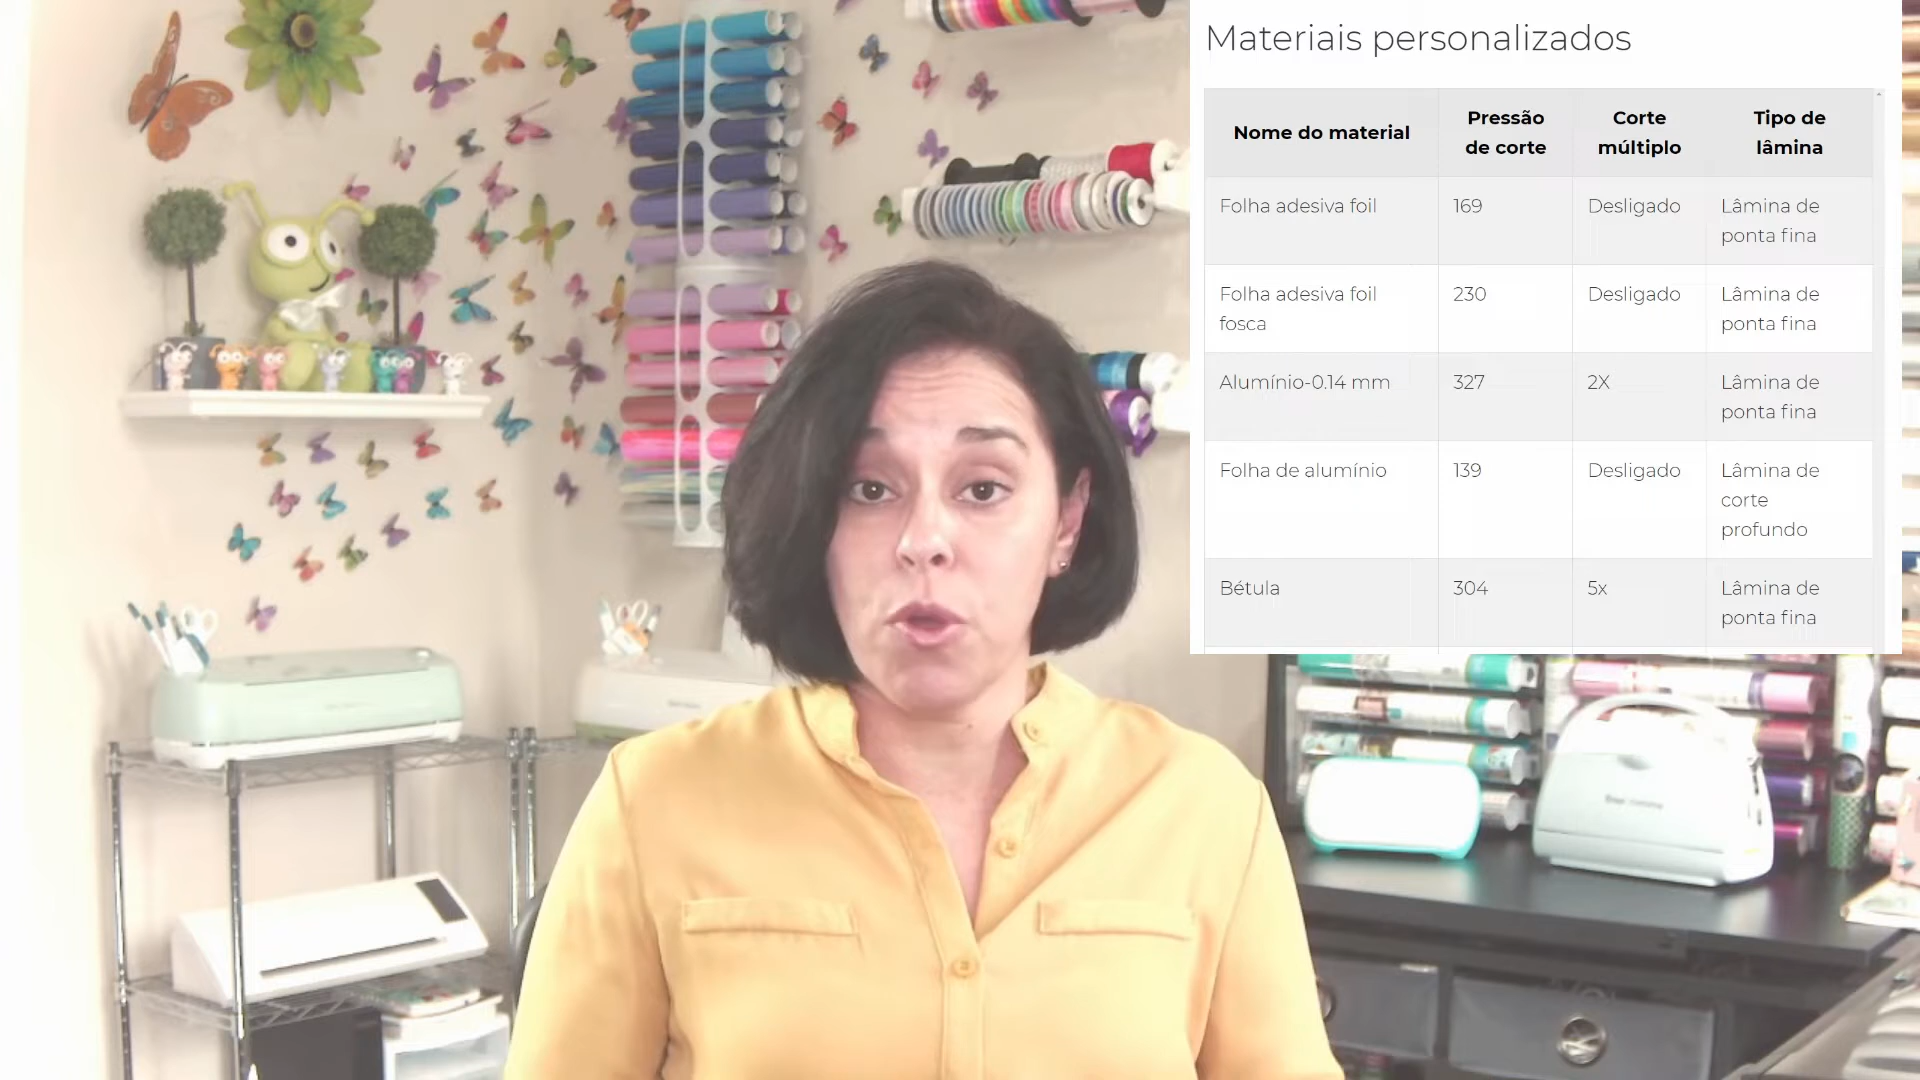 Materiais personalizados
Nome do material
Pressão
de corte
Corte
múltiplo
Tipo de
lâmina
Folha adesiva foil
169
Desligado
Lâmina de
ponta fina
Folha adesiva foil
fosca
230
Desligado
Lâmina de
ponta fina
Alumínio-0.14 mm
327
2X
Lâmina de
ponta fina
Folha de alumínio
139
Desligado
Lâmina de
corte
profundo
Bétula
304
5x
Lâmina de
ponta fina